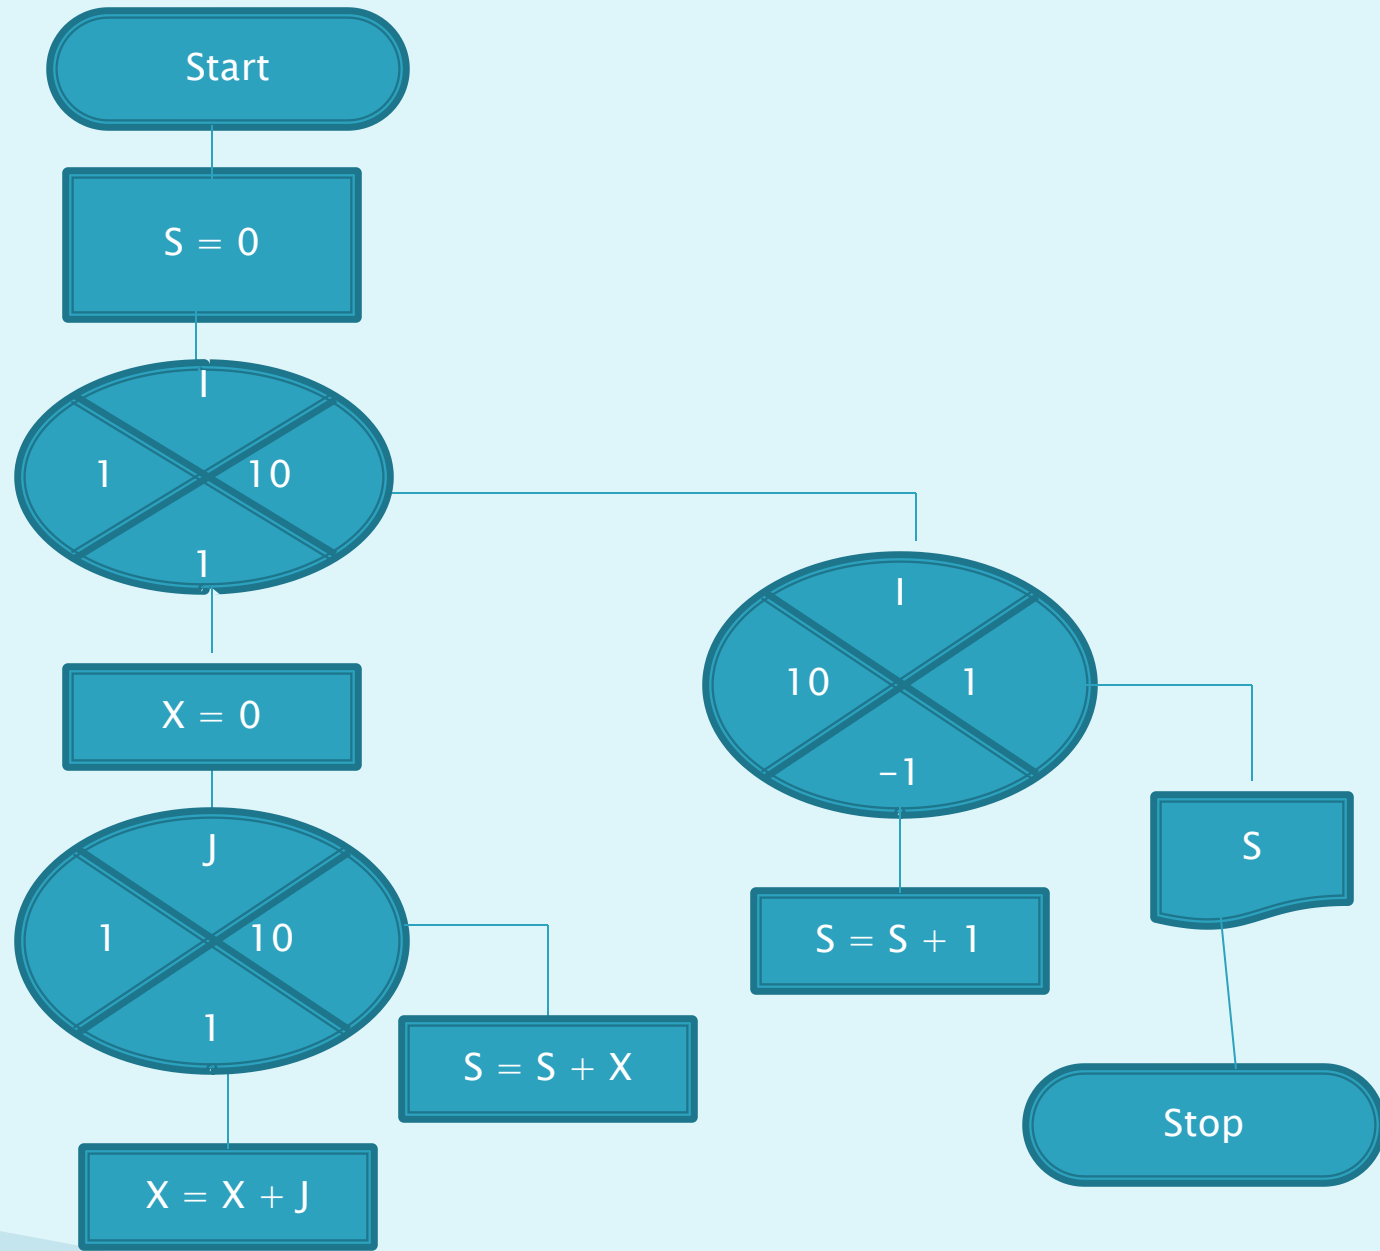 Start
S = 0
I
1 10
1
X = 0
J
1 10
1
X = X + J
S = S + X
I
10 1
–1
S = S + 1
S
Stop